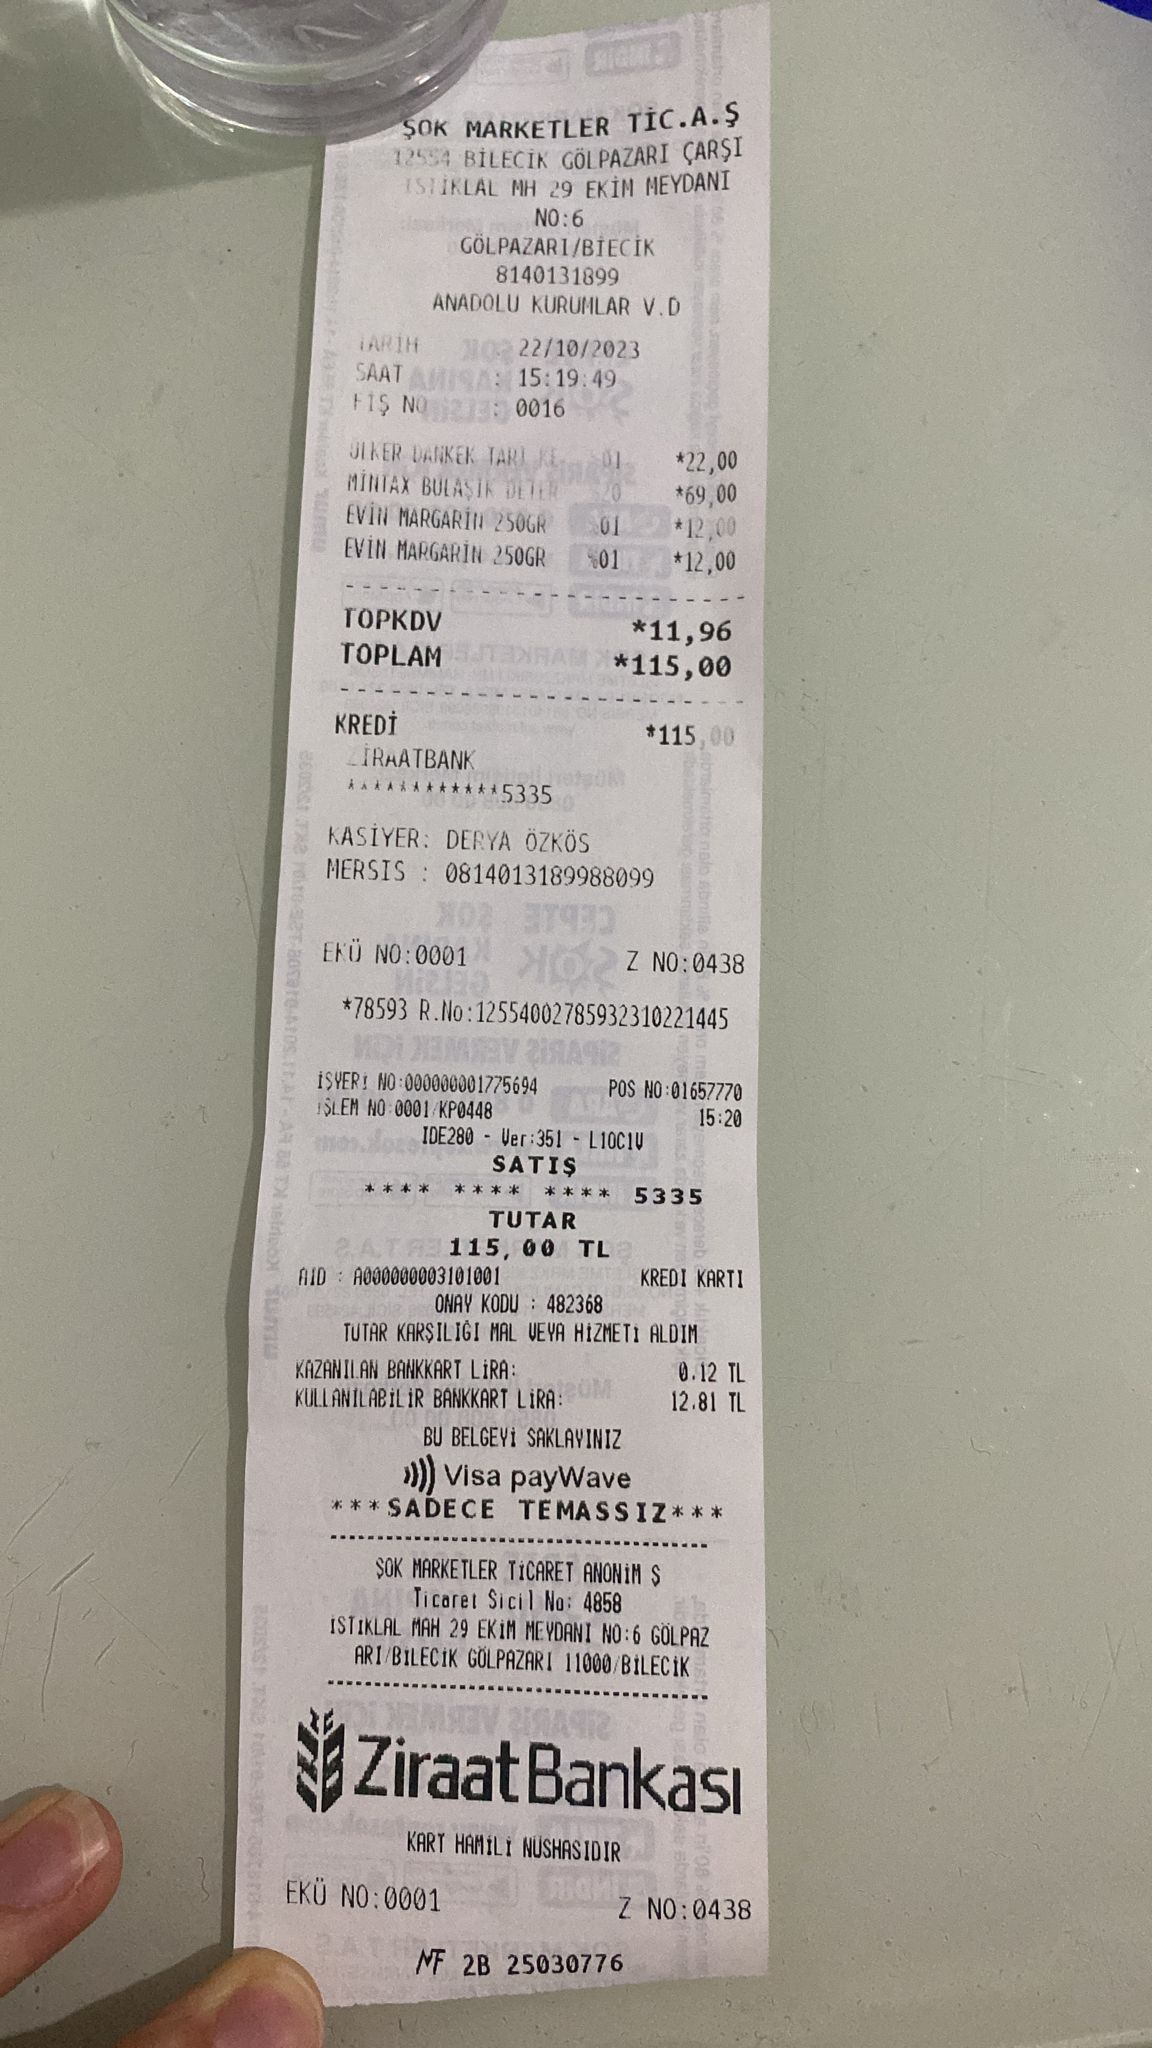 ŞOK MARKETLER TİC.A.Ş
12554 BİLECİK GÖLPAZARI ÇARŞI
İSTİKLAL MH 29 EKİM MEYDANI
NO:6
GÖLPAZARI/BİECİK
8140131899
ANADOLU KURUMLAR V.D
TARİH 22/10/2023
SAAT : 15:19:49
FİŞ NO : 0016
ÜLKER DANKEK TART KE %01 *22,00
MİNTAX BULAŞIK DETER %20 *69,00
EVİN MARGARİN 250GR %01 *12,00
EVİN MARGARİN 250GR %01 *12,00
TOPKDV *11,96
TOPLAM *115,00
KREDİ *115,00
ZİRAATBANK
************5335
KASİYER: DERYA ÖZKÖS
MERSIS : 0814013189988099
EKÜ NO:0001 Z NO:0438
*78593 R.No:125540027859322310221445
İŞYERİ NO:000000001775694 POS NO:01657770
İŞLEM NO:0001/KP0448 15:20
IDE280 - Ver:351 - L10C1V
SATIŞ
**** **** **** 5335
TUTAR
115,00 TL
AID : A000000003101001 KREDI KARTI
ONAY KODU : 482368
TUTAR KARŞILIĞI MAL VEYA HİZMETİ ALDIM
KAZANILAN BANKKART LİRA: 0.12 TL
KULLANILABİLİR BANKKART LİRA: 12.81 TL
BU BELGEYİ SAKLAYINIZ
Visa payWave
***SADECE TEMASSIZ***
ŞOK MARKETLER TİCARET ANONİM Ş
Ticaret Sicil No: 4858
İSTİKLAL MAH 29 EKİM MEYDANI NO:6 GÖLPAZ
ARI/BİLECİK GÖLPAZARI 11000/BİLECİK
Ziraat Bankası
KART HAMİLİ NÜSHASIDIR
EKÜ NO:0001 Z NO:0438
MF 2B 25030776